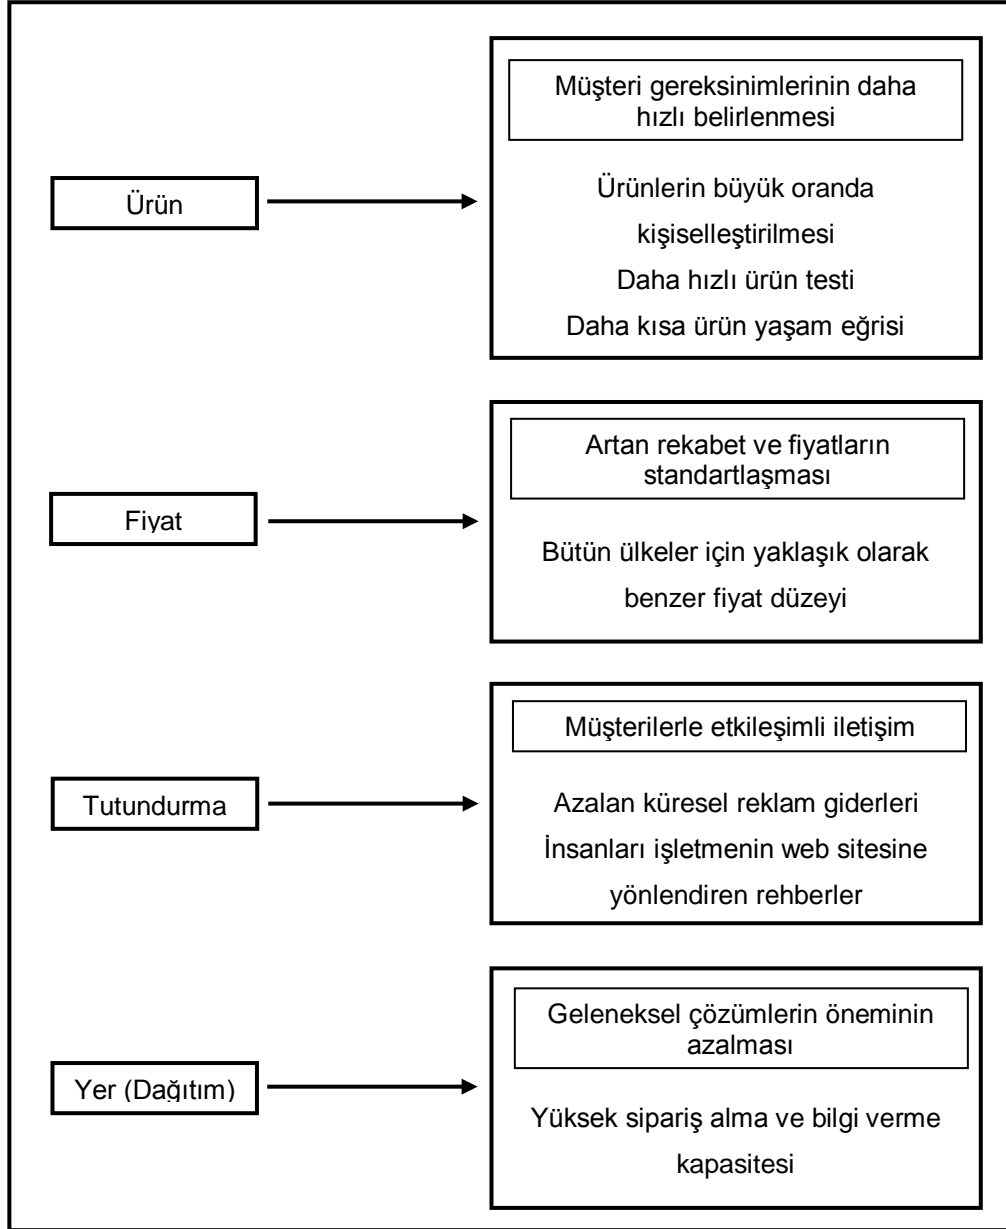 Müşteri gereksinimlerinin daha
hızlı belirlenmesi
Ürün
Ürünlerin büyük oranda
kişiselleştirilmesi
Daha hızlı ürün testi
Daha kısa ürün yaşam eğrisi
Artan rekabet ve fiyatların
standartlaşması
Fiyat
Bütün ülkeler için yaklaşık olarak
benzer fiyat düzeyi
Müşterilerle etkileşimli iletişim
Tutundurma
Azalan küresel reklam giderleri
İnsanları işletmenin web sitesine
yönlendiren rehberler
Geleneksel çözümlerin öneminin
azalması
Yer (Dağıtım)
Yüksek sipariş alma ve bilgi verme
kapasitesi